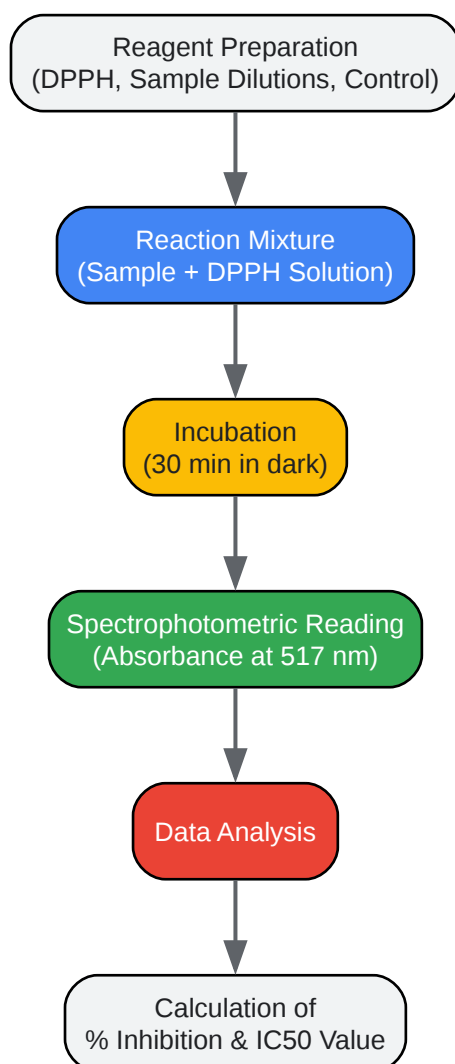 Reagent Preparation
(DPPH, Sample Dilutions, Control)
Reaction Mixture
(Sample + DPPH Solution)
Incubation
(30 min in dark)
Spectrophotometric Reading
(Absorbance at 517 nm)
Data Analysis
Calculation of
% Inhibition & IC50 Value